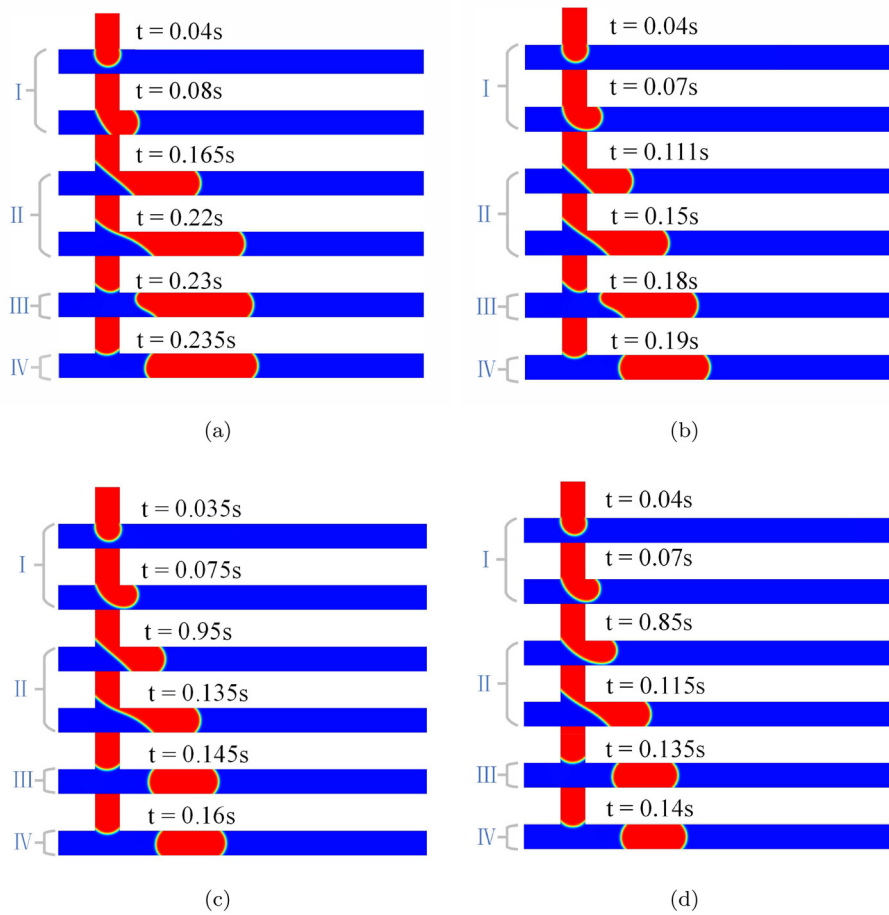 t = 0.04s
I
t = 0.08s
t = 0.165s
II
t = 0.22s
t = 0.23s
III
t = 0.235s
IV
(a)
t = 0.04s
I
t = 0.07s
t = 0.111s
II
t = 0.15s
t = 0.18s
III
t = 0.19s
IV
(b)
t = 0.035s
I
t = 0.075s
t = 0.95s
II
t = 0.135s
t = 0.145s
III
t = 0.16s
IV
(c)
t = 0.04s
I
t = 0.07s
t = 0.85s
II
t = 0.115s
t = 0.135s
III
t = 0.14s
IV
(d)